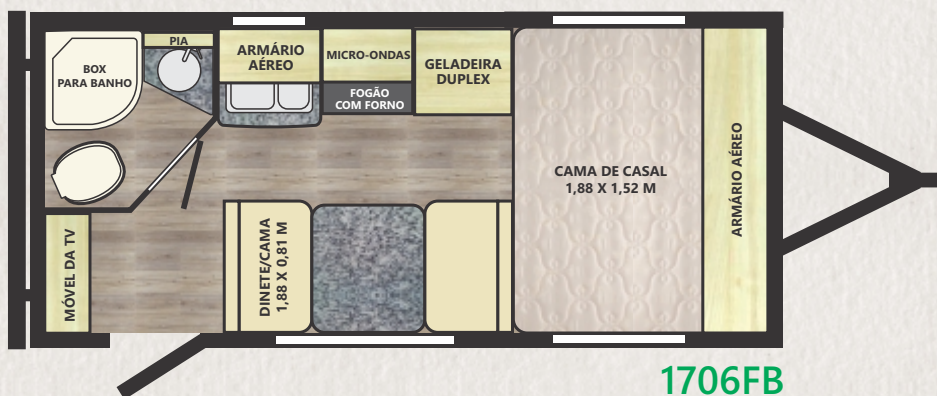 PIA
BOX
PARA BANHO
ARMÁRIO
AÉREO
MICRO-ONDAS
FOGÃO
COM FORNO
GELADEIRA
DUPLEX
CAMA DE CASAL
1,88 X 1,52 M
ARMÁRIO AÉREO
MÓVEL DA TV
DINETE/CAMA
1,88 X 0,81 M
1706FB